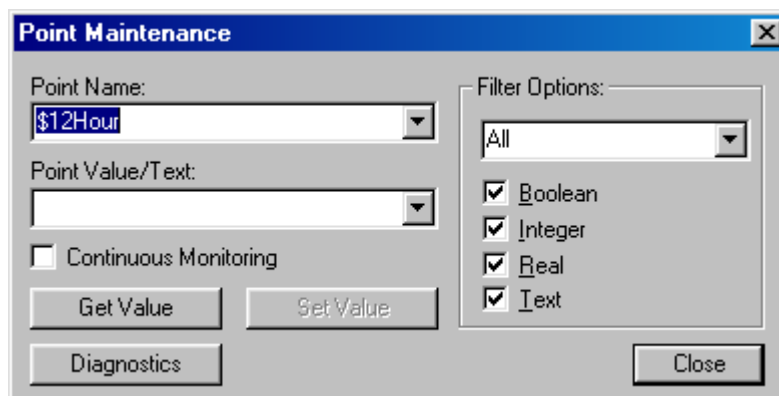 Point Maintenance
Point Name:
$12Hour
Point Value/Text:
Continuous Monitoring
Get Value
Set Value
Diagnostics
Filter Options:
All
Boolean
Integer
Real
Text
Close